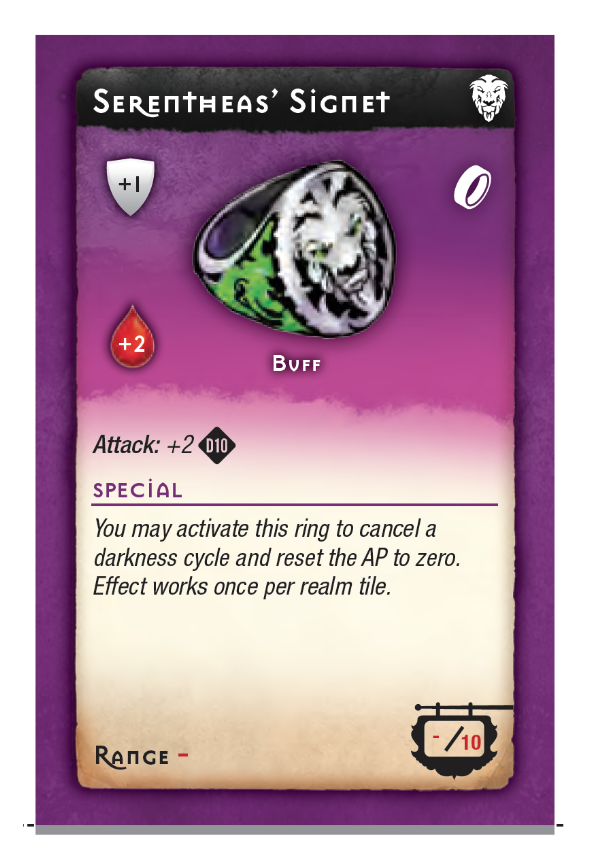 Serentheas' Signet
+1
+2
Buff
Attack: +2 D10
SPECIAL
You may activate this ring to cancel a
darkness cycle and reset the AP to zero.
Effect works once per realm tile.
Range -
- /10